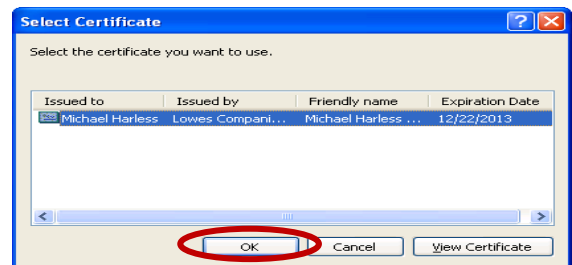 Select Certificate
Select the certificate you want to use.
Issued to Issued by Friendly name Expiration Date
Michael Harless Lowes Compani... Michael Harless ... 12/22/2013
OK Cancel View Certificate